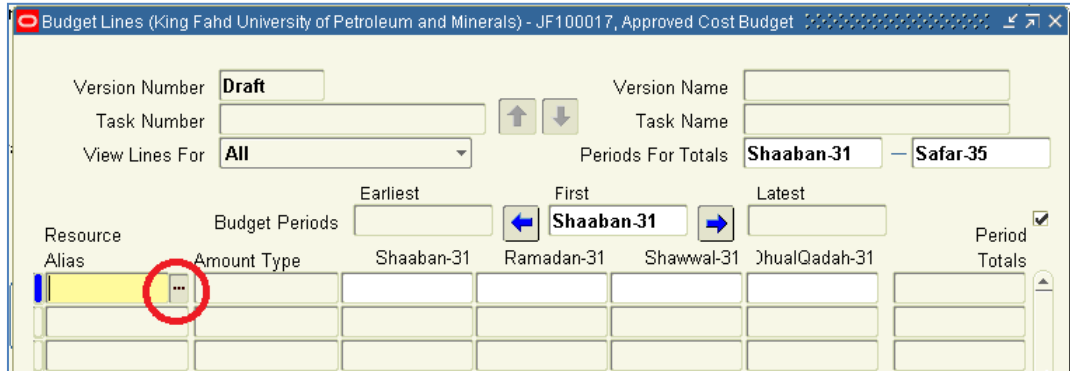 Budget Lines (King Fahd University of Petroleum and Minerals) - JF100017, Approved Cost Budget
Version Number Draft Version Name
Task Number Task Name
View Lines For All Periods For Totals Shaaban-31 – Safar-35
Earliest First Latest
Budget Periods Shaaban-31
Resource Period
Alias Amount Type Shaaban-31 Ramadan-31 Shawwal-31 DhualQadah-31 Totals
...